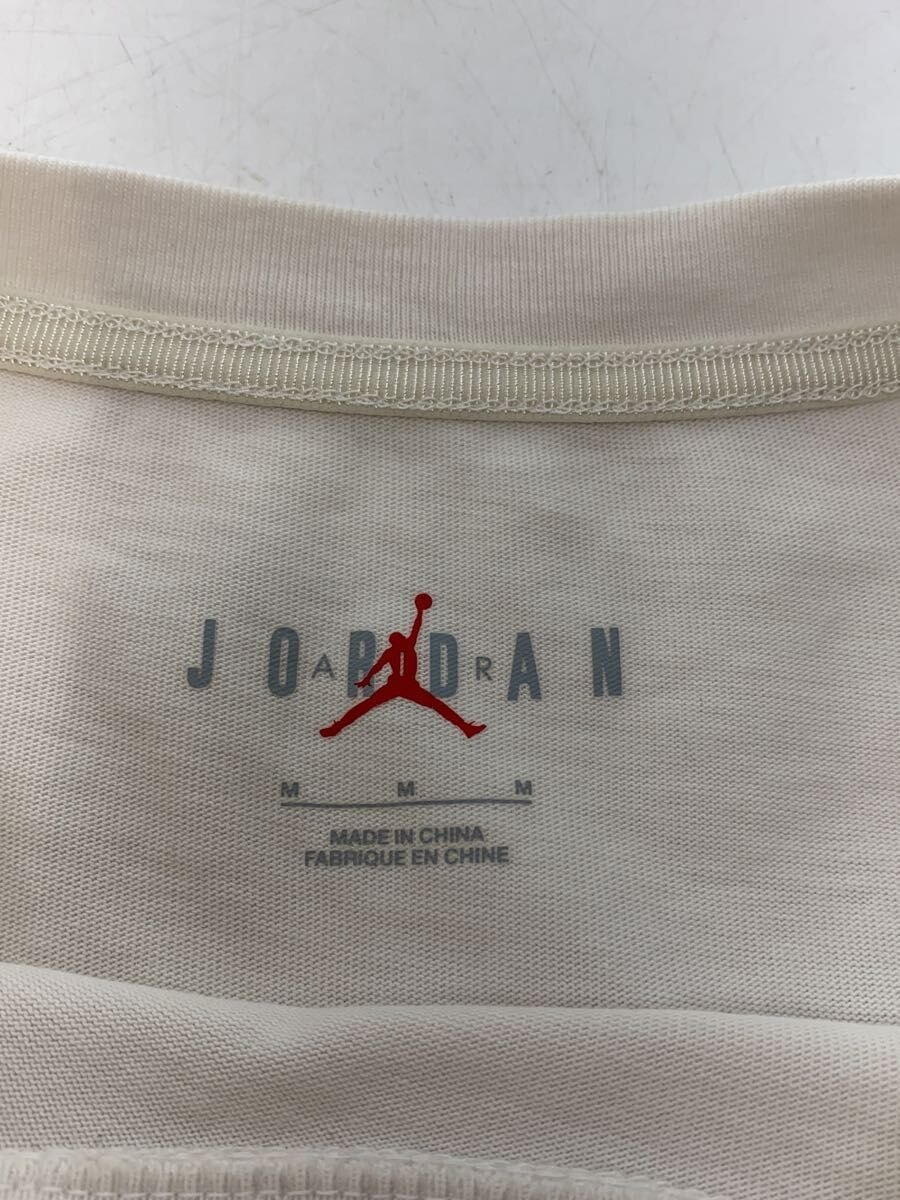 JORDAN
AIR
M M M
MADE IN CHINA
FABRIQUE EN CHINE